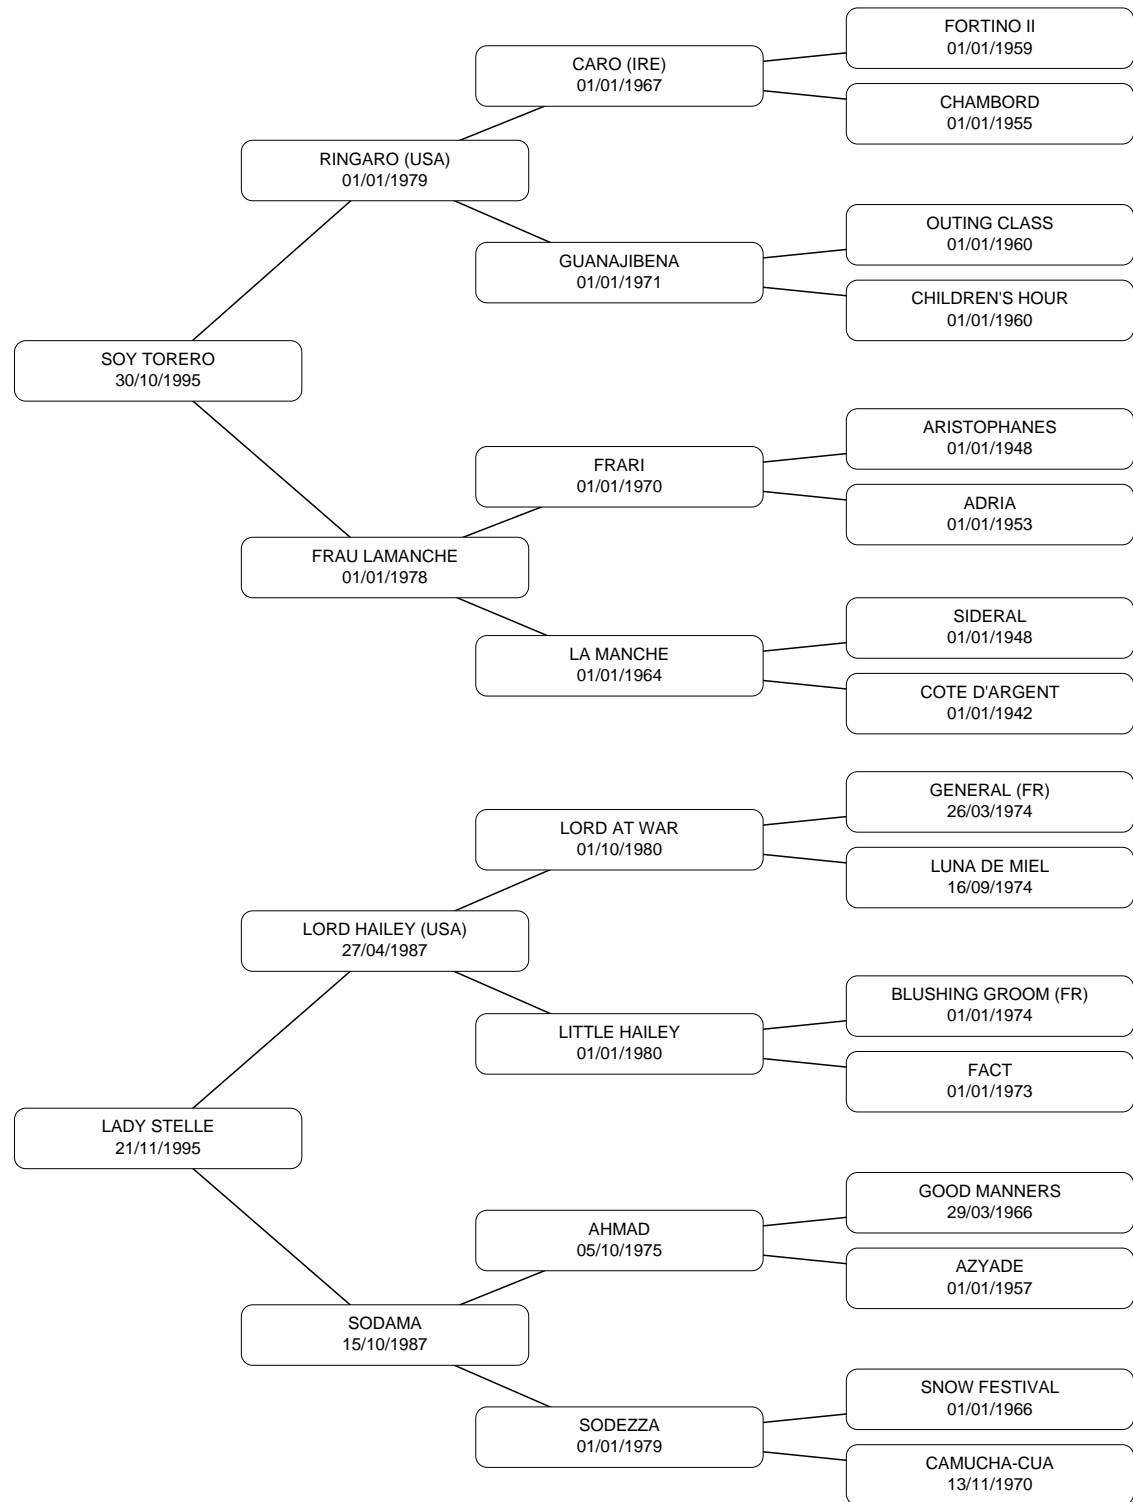 FORTINO II
01/01/1959
CARO (IRE)
01/01/1967
CHAMBORD
01/01/1955
RINGARO (USA)
01/01/1979
OUTING CLASS
01/01/1960
GUANAJIBENA
01/01/1971
CHILDREN'S HOUR
01/01/1960
SOY TORERO
30/10/1995
ARISTOPHANES
01/01/1948
FRARI
01/01/1970
ADRIA
01/01/1953
FRAU LAMANCHE
01/01/1978
SIDERAL
01/01/1948
LA MANCHE
01/01/1964
COTE D'ARGENT
01/01/1942
GENERAL (FR)
26/03/1974
LORD AT WAR
01/10/1980
LUNA DE MIEL
16/09/1974
LORD HAILEY (USA)
27/04/1987
BLUSHING GROOM (FR)
01/01/1974
LITTLE HAILEY
01/01/1980
FACT
01/01/1973
LADY STELLE
21/11/1995
GOOD MANNERS
29/03/1966
AHMAD
05/10/1975
AZYADE
01/01/1957
SODAMA
15/10/1987
SNOW FESTIVAL
01/01/1966
SODEZZA
01/01/1979
CAMUCHA-CUA
13/11/1970